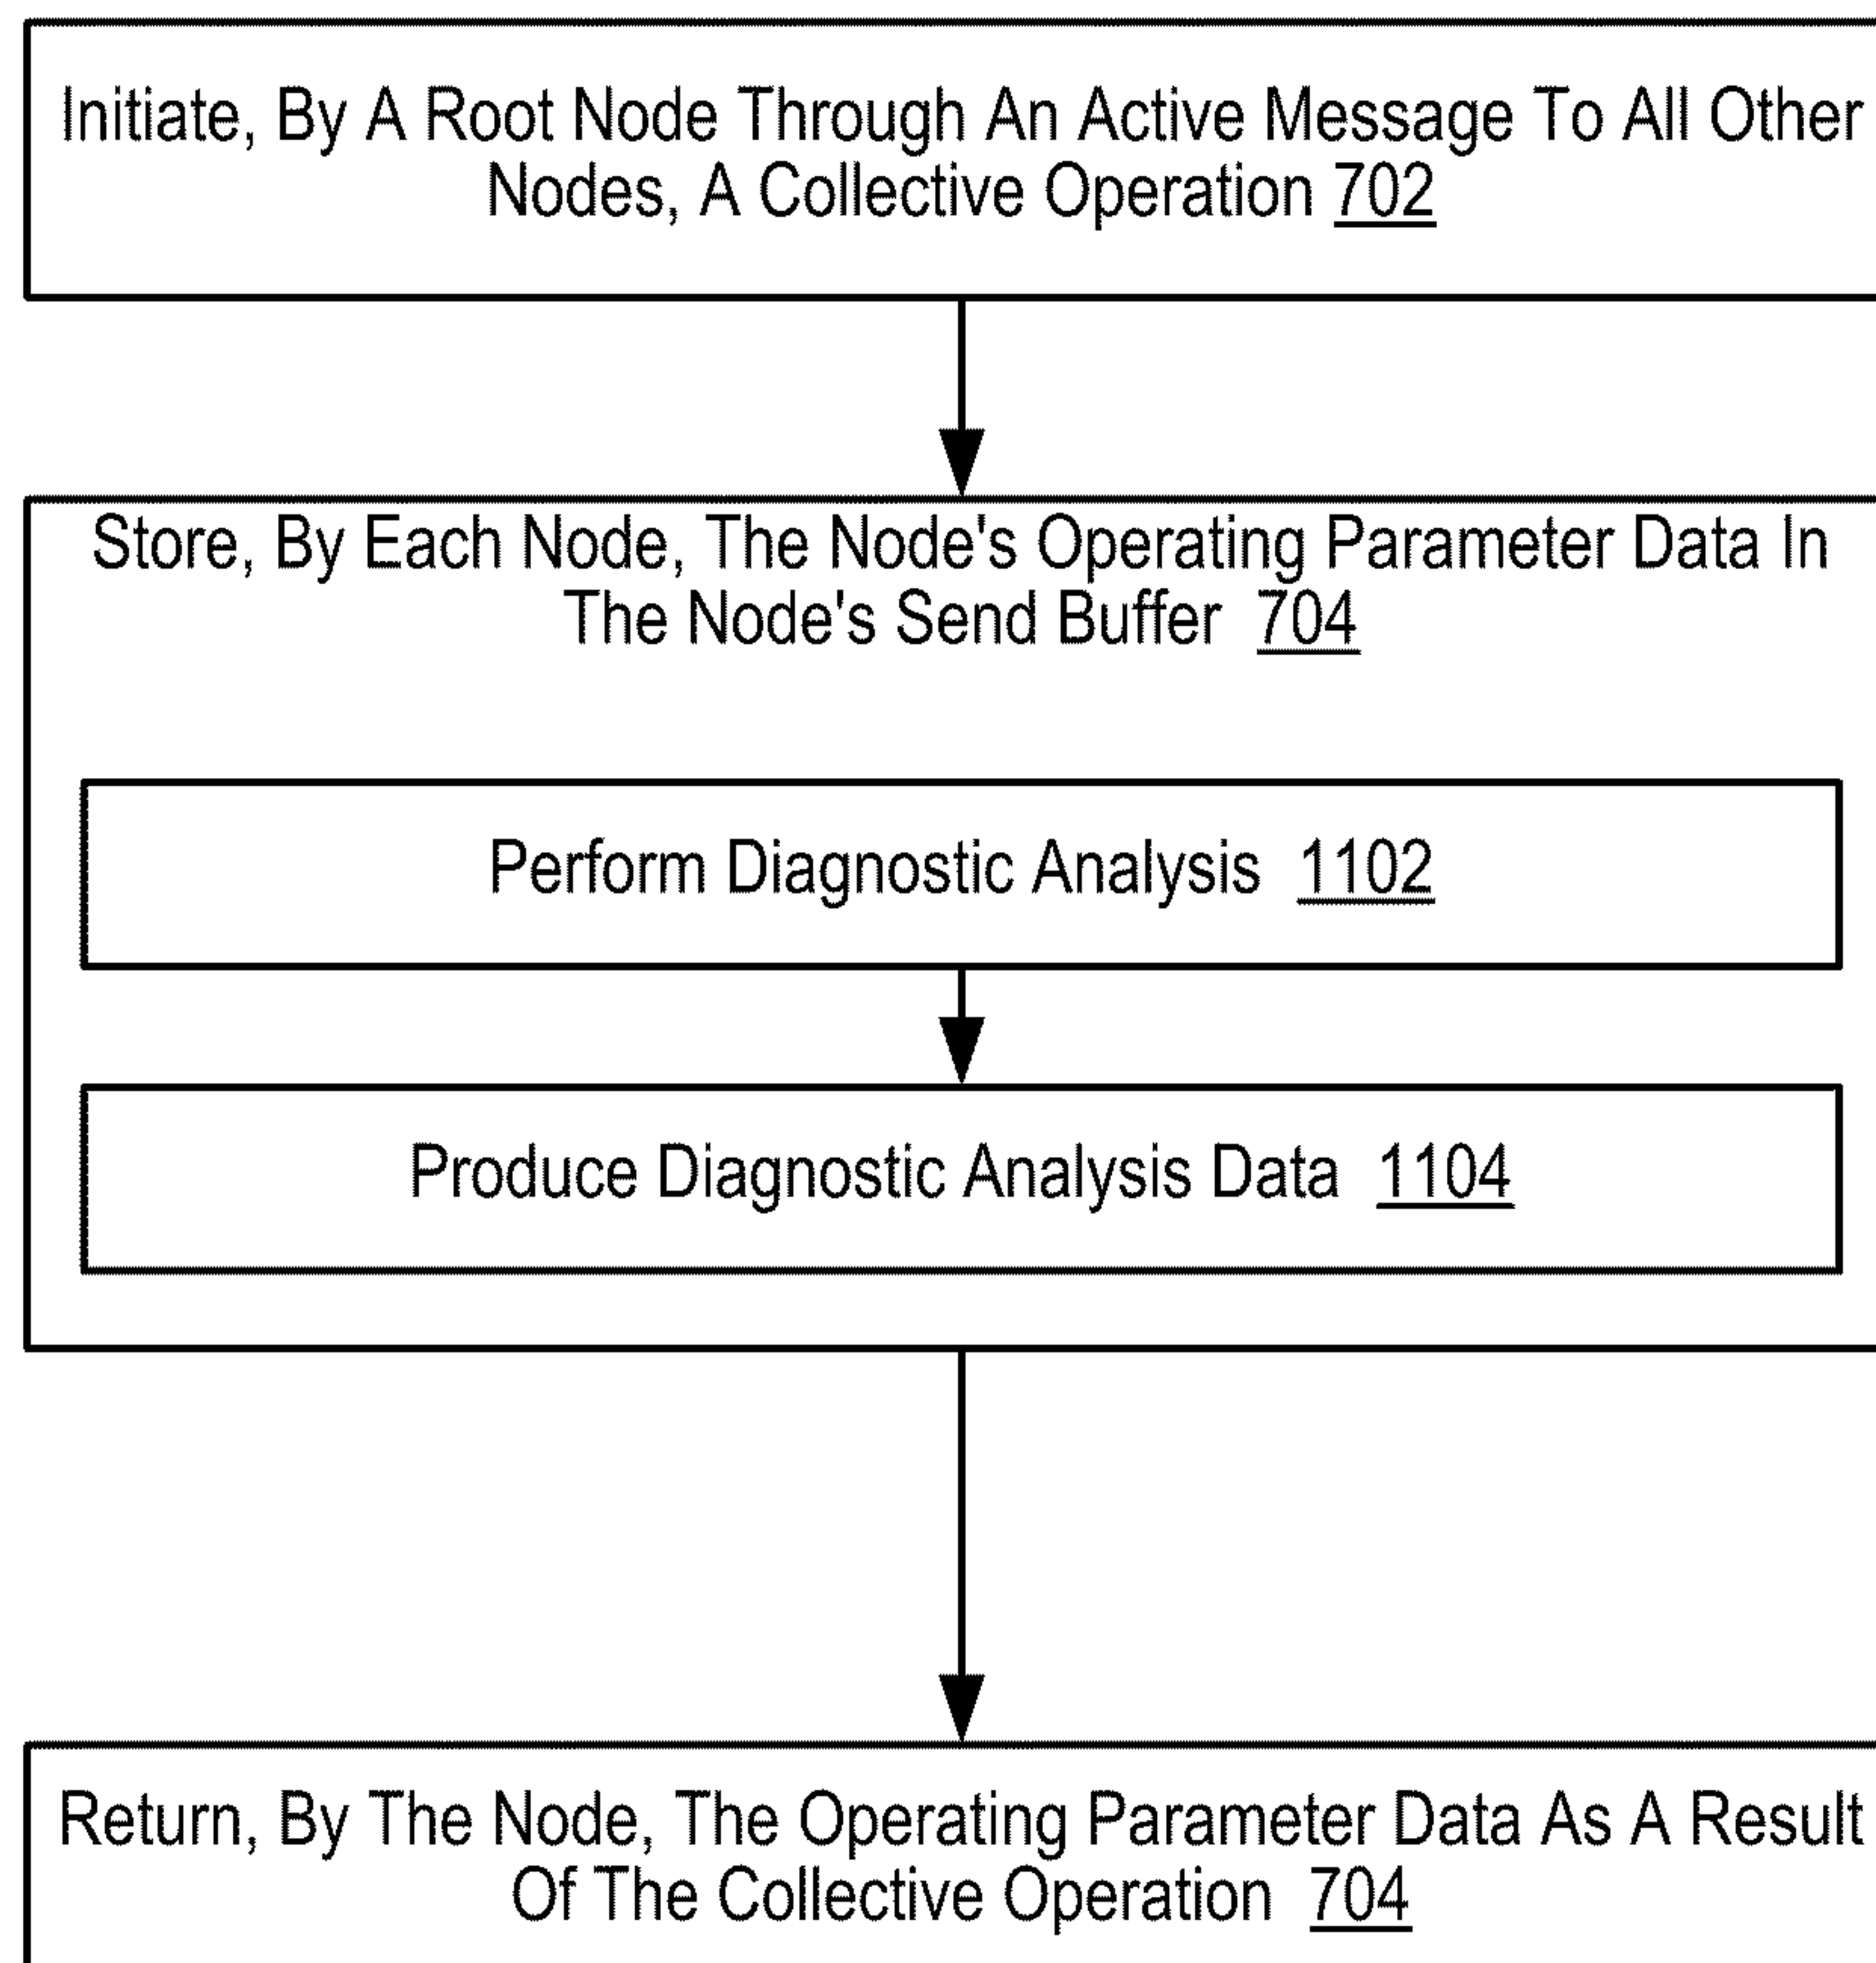 Initiate, By A Root Node Through An Active Message To All Other
Nodes, A Collective Operation 702
Store, By Each Node, The Node's Operating Parameter Data In
The Node's Send Buffer 704
Perform Diagnostic Analysis 1102
Produce Diagnostic Analysis Data 1104
Return, By The Node, The Operating Parameter Data As A Result
Of The Collective Operation 704